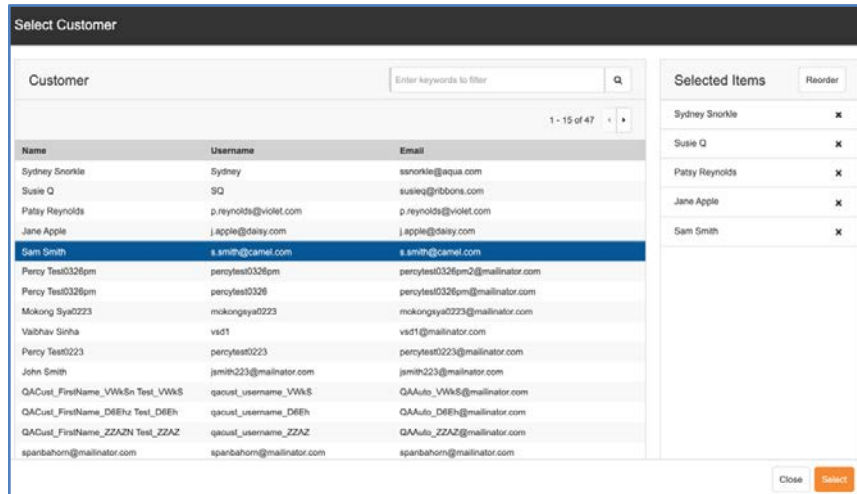 Select Customer
Customer
Enter keywords to filter
1 - 15 of 47
Name Username Email
Sydney Snorkle Sydney ssnorkle@aqua.com
Susie Q SQ susieq@ribbons.com
Patsy Reynolds p.reynolds@violet.com p.reynolds@violet.com
Jane Apple j.apple@daisy.com j.apple@daisy.com
Sam Smith s.smith@camel.com s.smith@camel.com
Percy Test0326pm percytest0326pm percytest0326pm2@mailinator.com
Percy Test0326pm percytest0326 percytest0326pm@mailinator.com
Mokong Sya0223 mokongsya0223 mokongsya0223@mailinator.com
Vaibhav Sinha vsd1 vsd1@mailinator.com
Percy Test0223 percytest0223 percytest0223@mailinator.com
John Smith jsmith223@mailnator.com jsmith223@mailnator.com
QACust_FirstName_VWkSn Test_VWkS qacust_username_VWkS QAAuto_VWkS@mailinator.com
QACust_FirstName_D6Ehz Test_D6Eh qacust_username_D6Eh QAAuto_D6Eh@mailinator.com
QACust_FirstName_ZZAZN Test_ZZAZ qacust_username_ZZAZ QAAuto_ZZAZ@mailinator.com
spanbahorn@mailinator.com spanbahorn@mailinator.com spanbahorn@mailinator.com
Selected Items Reorder
Sydney Snorkle
Susie Q
Patsy Reynolds
Jane Apple
Sam Smith
Close Select